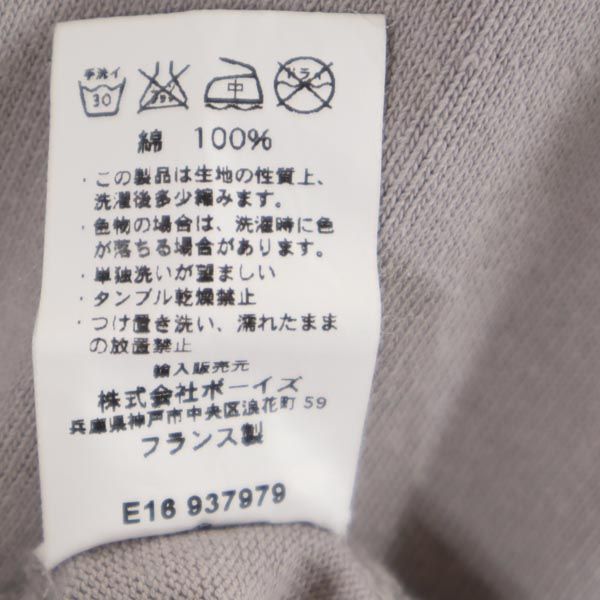 手洗イ
30
中
ドライ
綿 100%
・この製品は生地の性質上、
洗濯後多少縮みます。
・色物の場合は、洗濯時に色
が落ちる場合があります。
・単独洗いが望ましい
・タンブル乾燥禁止
・つけ置き洗い、濡れたまま
の放置禁止
輸入販売元
株式会社ボーイズ
兵庫県神戸市中央区浪花町 59
フランス製
E16 937979